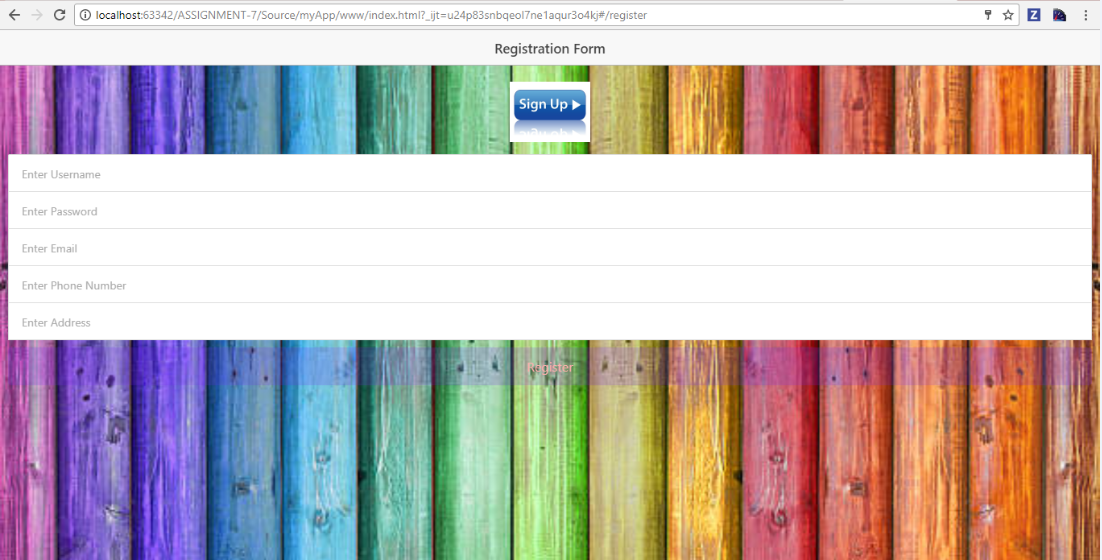 localhost:63342/ASSIGNMENT-7/Source/myApp/www/index.html?_ijt=u24p83snbqeol7ne1aqur3o4kj#/register
Z
Registration Form
Sign Up
Enter Username
Enter Password
Enter Email
Enter Phone Number
Enter Address
Register